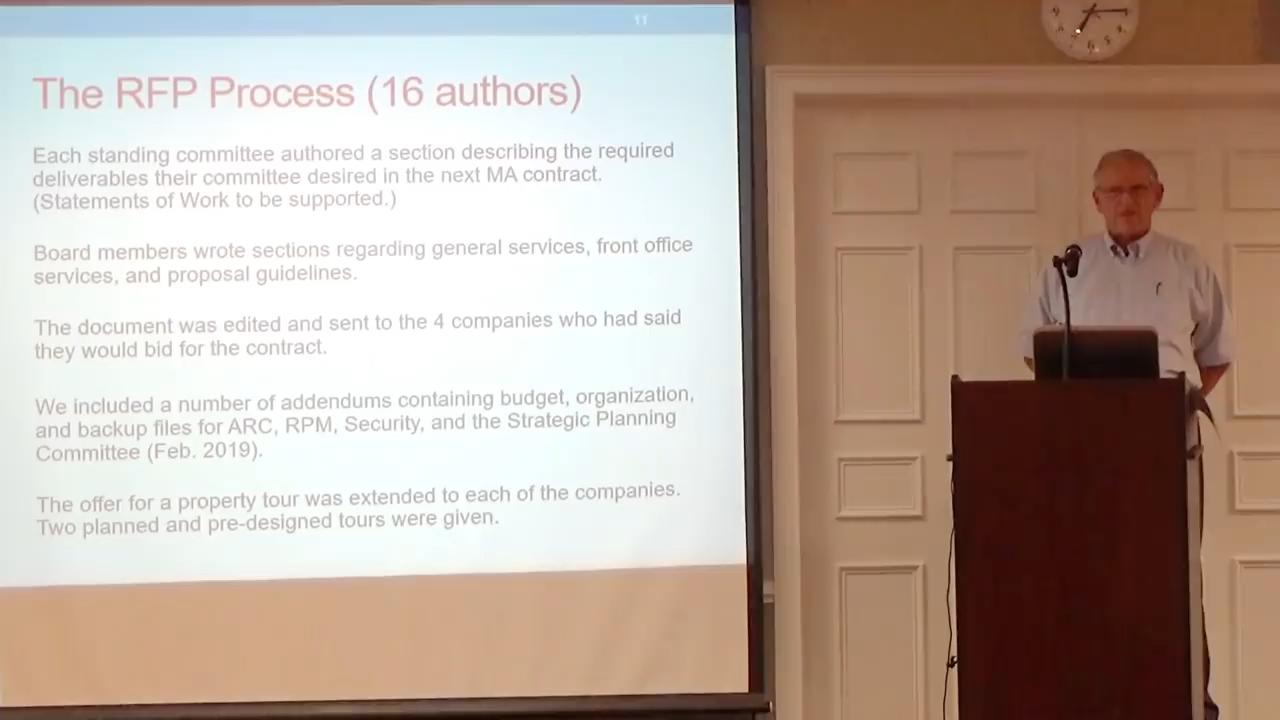 11
The RFP Process (16 authors)
Each standing committee authored a section describing the required
deliverables their committee desired in the next MA contract.
(Statements of Work to be supported.)
Board members wrote sections regarding general services, front office
services, and proposal guidelines.
The document was edited and sent to the 4 companies who had said
they would bid for the contract.
We included a number of addendums containing budget, organization,
and backup files for ARC, RPM, Security, and the Strategic Planning
Committee (Feb. 2019).
The offer for a property tour was extended to each of the companies.
Two planned and pre-designed tours were given.